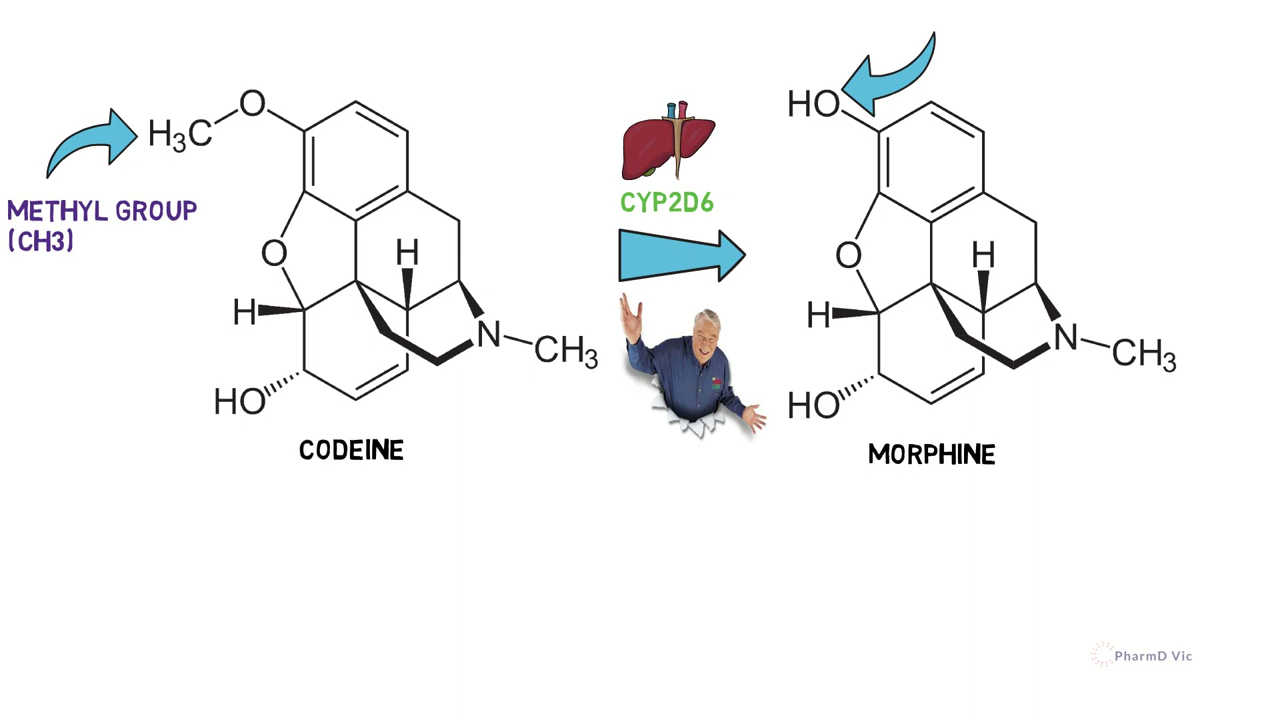 H3C
O
O
H
H
HO
N
CH3
METHYL GROUP
(CH3)
CODEINE
CYP2D6
HO
O
H
H
HO
N
CH3
MORPHINE
PharmD Vic